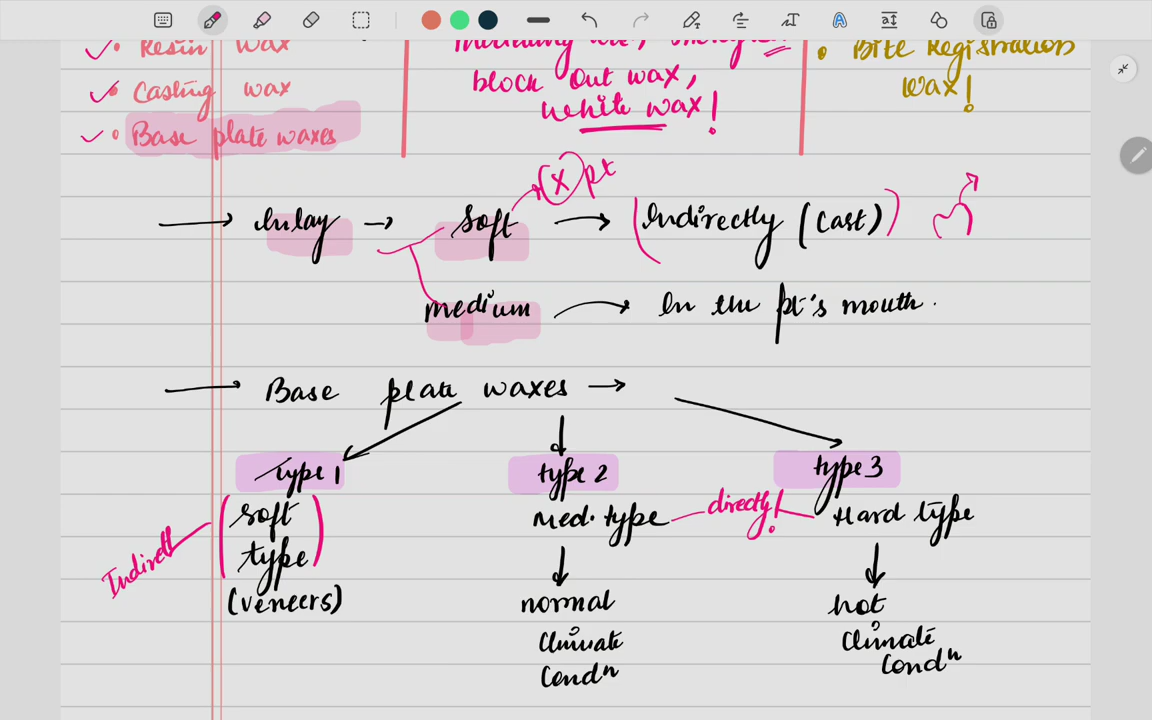 • Resin wax
• Casting wax
• Base plate waxes
block out wax,
white wax!
• Bite Registration
wax!
Inlay → soft → (Indirectly (Cast))
(X) pt
medium → In the pt's mouth.
→ Base plate waxes →
Type 1
soft
type
(veneers)
Indirect
type 2
Med. type
normal
Climate
Condⁿ
directly!
type 3
Hard type
hot
Climate
Condⁿ